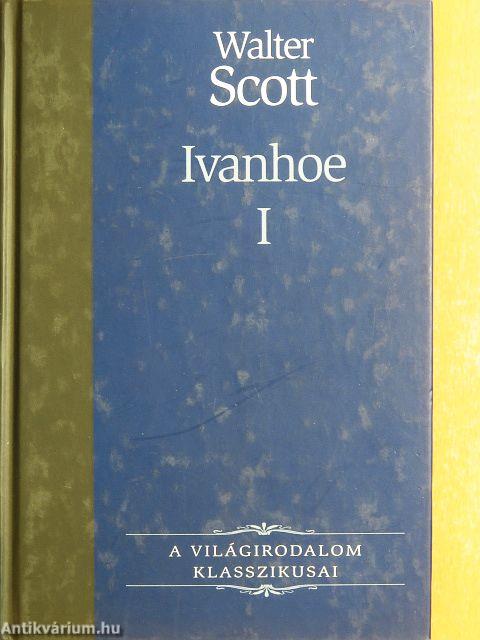 Walter
Scott
Ivanhoe
I
A VILÁGIRODALOM
KLASSZIKUSAI
Antikvárium.hu